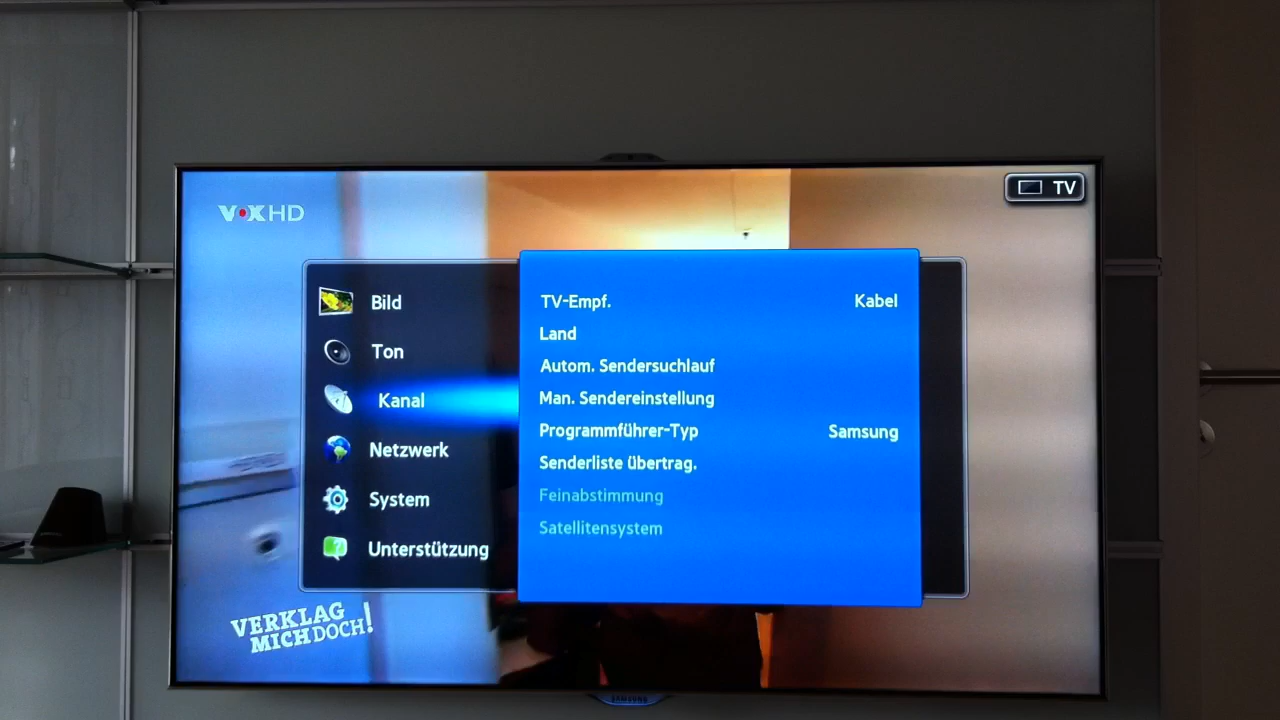 VOXHD
TV
Bild
Ton
Kanal
Netzwerk
System
Unterstützung
TV-Empf. Kabel
Land
Autom. Sendersuchlauf
Man. Sendereinstellung
Programmführer-Typ Samsung
Senderliste übertrag.
Feinabstimmung
Satellitensystem
VERKLAG
MICH DOCH!
SAMSUNG